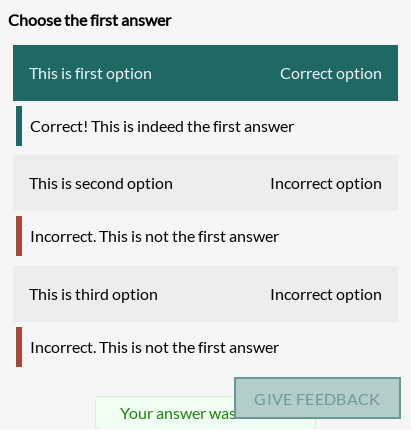 Choose the first answer
This is first option Correct option
Correct! This is indeed the first answer
This is second option Incorrect option
Incorrect. This is not the first answer
This is third option Incorrect option
Incorrect. This is not the first answer
GIVE FEEDBACK
Your answer was